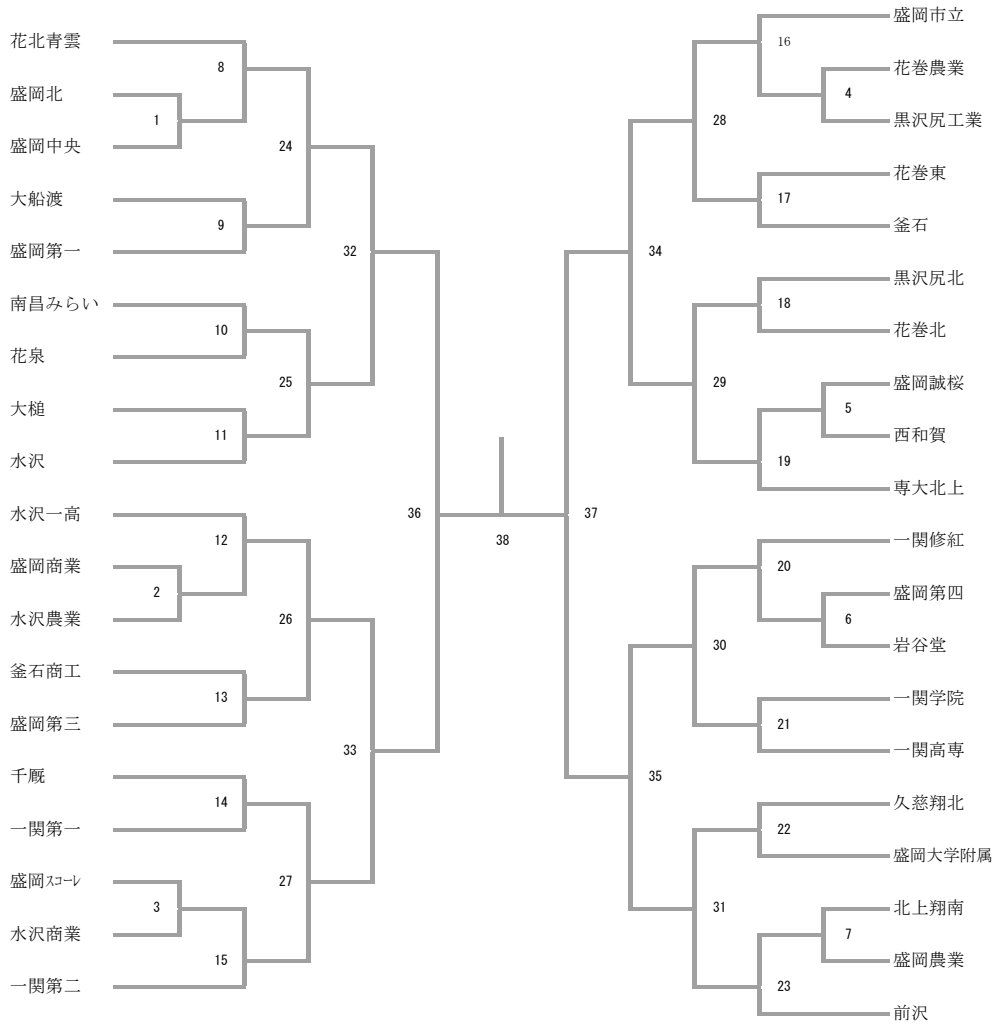 花北青雲
盛岡北
盛岡中央
大船渡
盛岡第一
南昌みらい
花泉
大槌
水沢
水沢一高
盛岡商業
水沢農業
釜石商工
盛岡第三
千厩
一関第一
盛岡ｽｺｰﾚ
水沢商業
一関第二
8
1
24
9
32
10
25
11
12
2
26
13
33
14
27
3
15
36
38
37
34
28
16
4
17
29
18
5
19
35
30
20
6
21
31
22
7
23
盛岡市立
花巻農業
黒沢尻工業
花巻東
釜石
黒沢尻北
花巻北
盛岡誠桜
西和賀
専大北上
一関修紅
盛岡第四
岩谷堂
一関学院
一関高専
久慈翔北
盛岡大学附属
北上翔南
盛岡農業
前沢